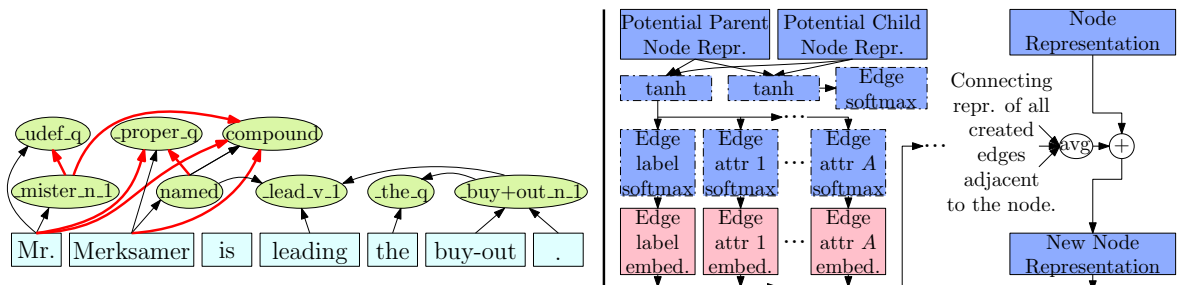 _udef_q
_proper_q
compound
_mister_n_1
named
_lead_v_1
_the_q
_buy+out_n_1
Mr.
Merksamer
is
leading
the
buy-out
.
Potential Parent
Node Repr.
Potential Child
Node Repr.
tanh
tanh
Edge
softmax
...
Edge
label
softmax
Edge
attr 1
softmax
...
Edge
attr A
softmax
Edge
label
embed.
Edge
attr 1
embed.
...
Edge
attr A
embed.
...
Node
Representation
Connecting
repr. of all
created
edges
adjacent
to the node.
avg
+
New Node
Representation